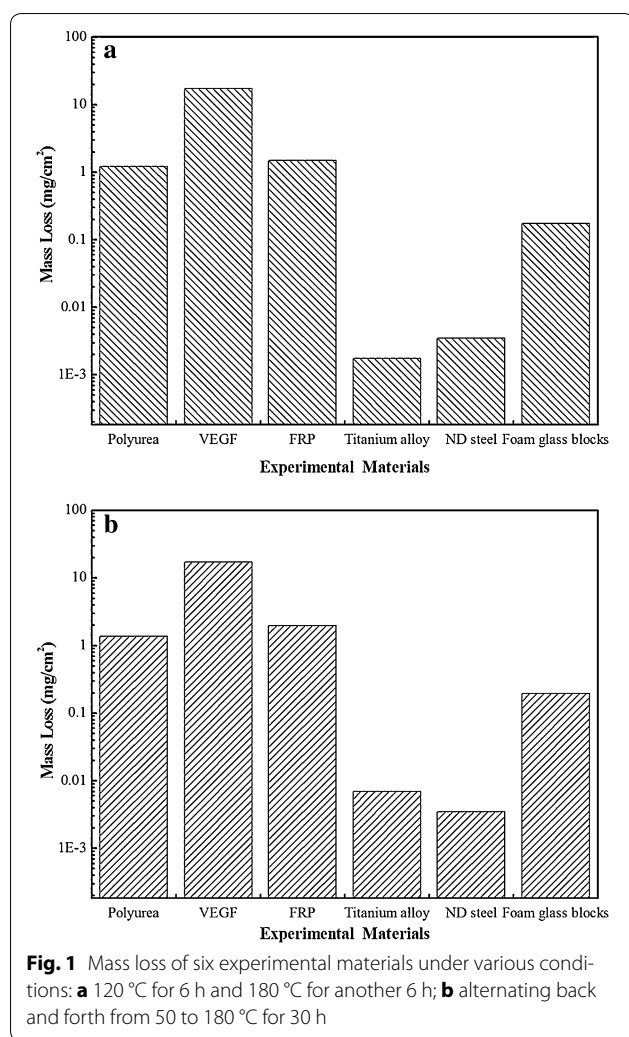 a
100
10
1
0.1
0.01
1E-3
Mass Loss (mg/cm²)
Polyurea VEGF FRP Titanium alloy ND steel Foam glass blocks
Experimental Materials
b
100
10
1
0.1
0.01
1E-3
Mass Loss (mg/cm²)
Polyurea VEGF FRP Titanium alloy ND steel Foam glass blocks
Experimental Materials
Fig. 1 Mass loss of six experimental materials under various condi-
tions: a 120 °C for 6 h and 180 °C for another 6 h; b alternating back
and forth from 50 to 180 °C for 30 h